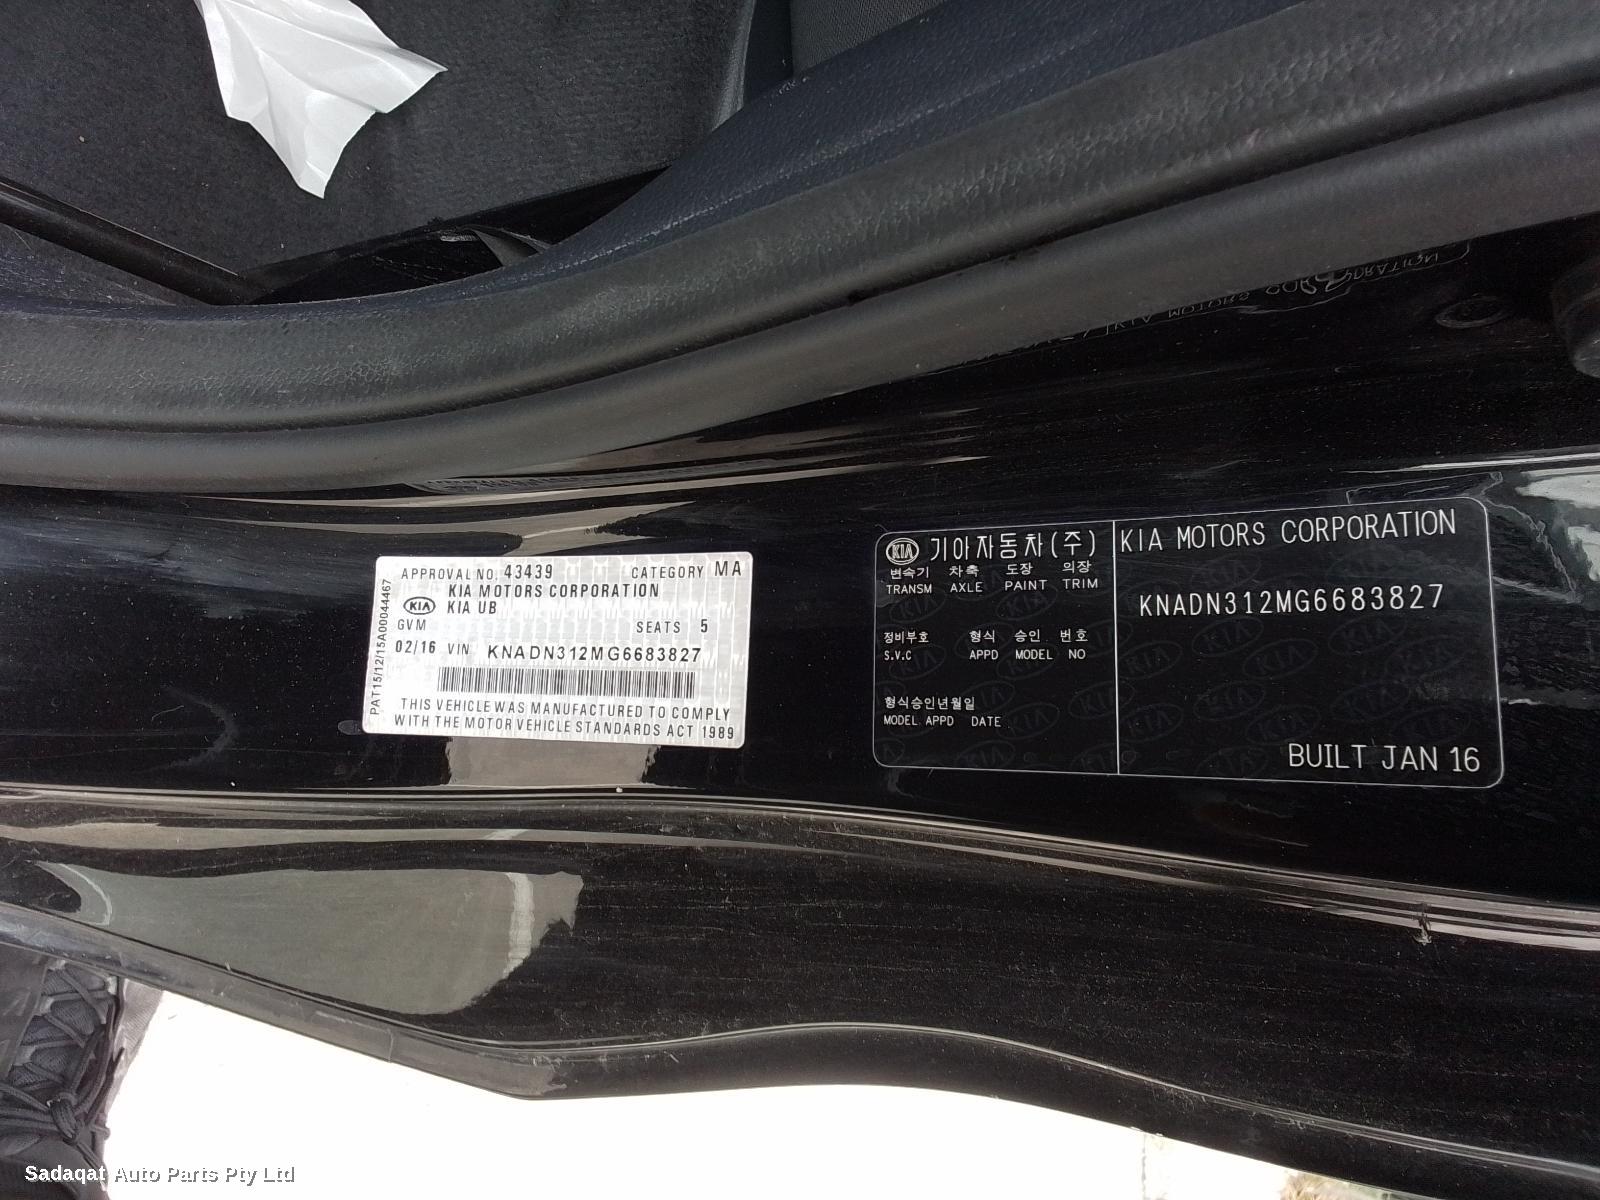 APPROVAL NO. 43439 CATEGORY MA
KIA MOTORS CORPORATION
KIA KIA UB
GVM SEATS 5
02/16 VIN KNADN312MG6683827
THIS VEHICLE WAS MANUFACTURED TO COMPLY
WITH THE MOTOR VEHICLE STANDARDS ACT 1989
PAT15/12/15A00044467
KIA 기아자동차(주)
변속기 차축 도장 의장
TRANSM AXLE PAINT TRIM
정비부호 형식 승인 번호
S.V.C APPD MODEL NO
형식승인년월일
MODEL APPD DATE
KIA MOTORS CORPORATION
KNADN312MG6683827
BUILT JAN 16
Sadaqat Auto Parts Pty Ltd